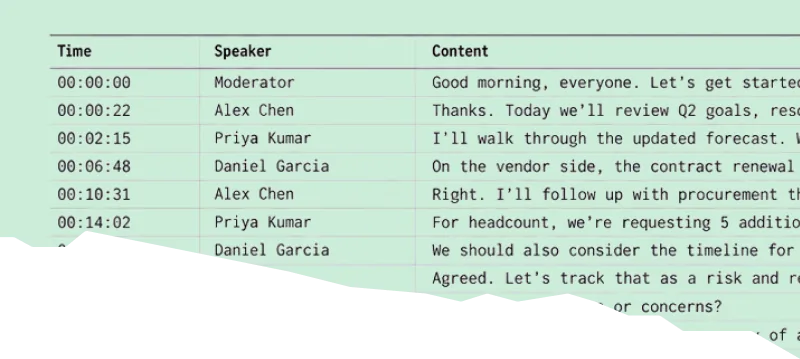 Time Speaker Content
00:00:00 Moderator Good morning, everyone. Let's get started
00:00:22 Alex Chen Thanks. Today we'll review Q2 goals,
00:02:15 Priya Kumar I'll walk through the updated forecast.
00:06:48 Daniel Garcia On the vendor side, the contract renewal
00:10:31 Alex Chen Right. I'll follow up with procurement
00:14:02 Priya Kumar For headcount, we're requesting 5
Daniel Garcia We should also consider the timeline for
Agreed. Let's track that as a risk and
or concerns?
of